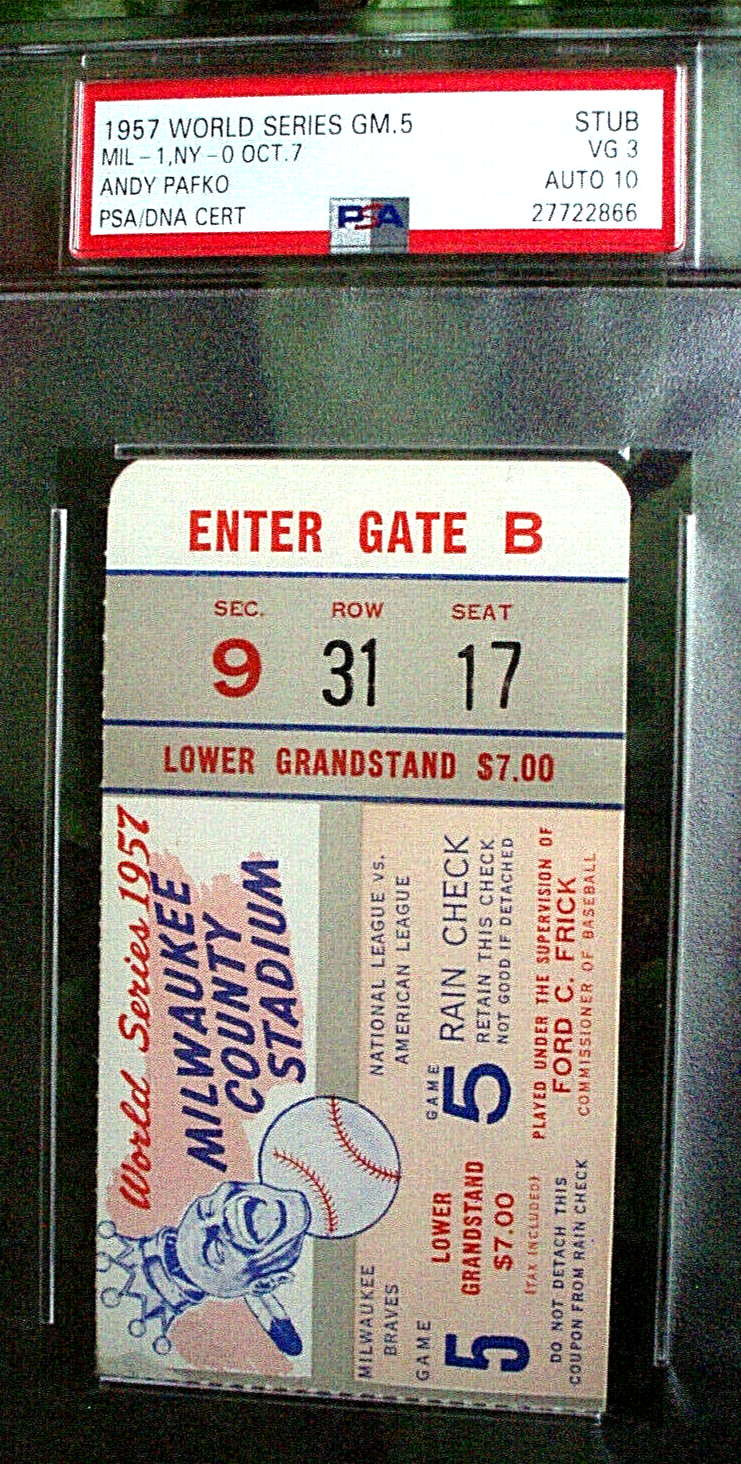 1957 WORLD SERIES GM.5 STUB
MIL - 1, NY - 0 OCT.7 VG 3
ANDY PAFKO AUTO 10
PSA/DNA CERT PSA 27722866
ENTER GATE B
SEC. ROW SEAT
9 31 17
LOWER GRANDSTAND $7.00
World Series 1957
MILWAUKEE
COUNTY
STADIUM
MILWAUKEE
BRAVES
NATIONAL LEAGUE VS.
AMERICAN LEAGUE
GAME
5
LOWER
GRANDSTAND
$7.00
(TAX INCLUDED)
DO NOT DETACH THIS
COUPON FROM RAIN CHECK
GAME
5
RAIN CHECK
RETAIN THIS CHECK
NOT GOOD IF DETACHED
PLAYED UNDER THE SUPERVISION OF
FORD C. FRICK
COMMISSIONER OF BASEBALL